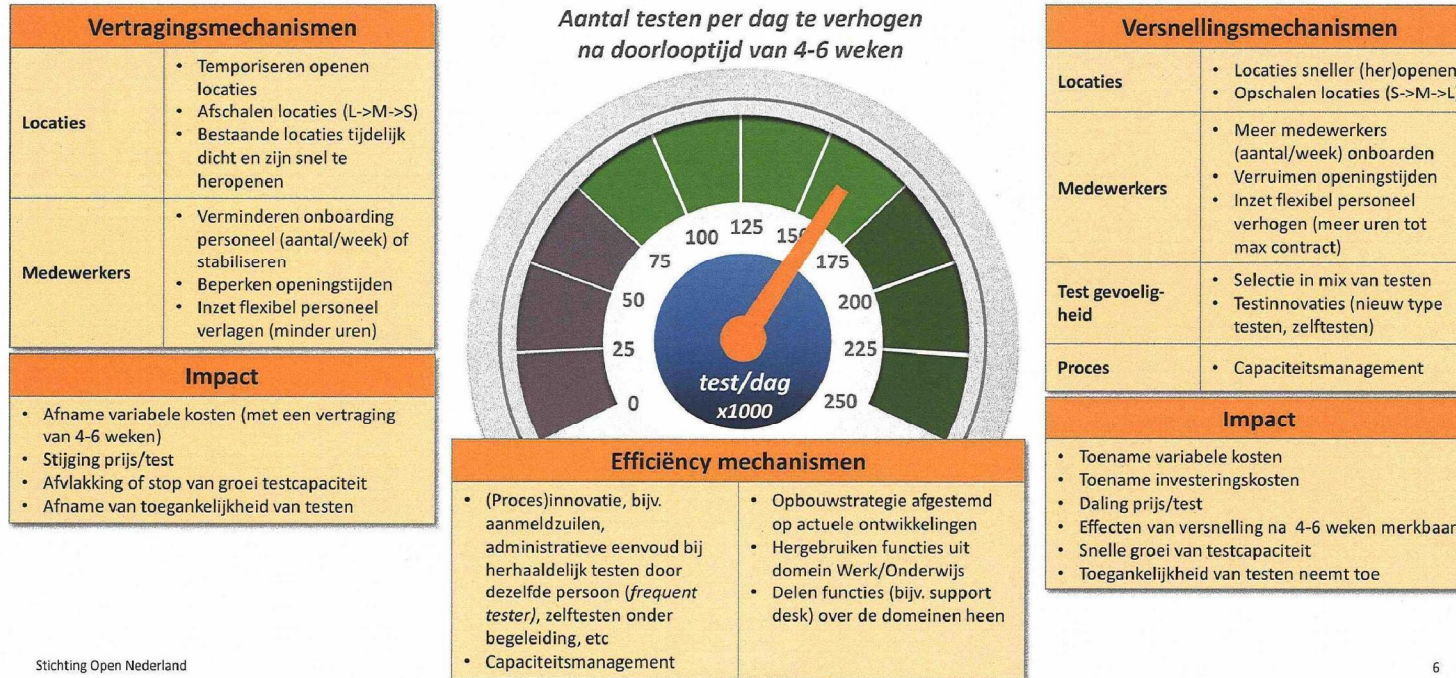 Vertragingsmechanismen
Locaties
• Temporiseren openen
locaties
• Afschalen locaties (L->M->S)
• Bestaande locaties tijdelijk
dicht en zijn snel te
heropenen
Medewerkers
• Verminderen onboarding
personeel (aantal/week) of
stabiliseren
• Beperken openingstijden
• Inzet flexibel personeel
verlagen (minder uren)
Impact
• Afname variabele kosten (met een vertraging
van 4-6 weken)
• Stijging prijs/test
• Afvlakking of stop van groei testcapaciteit
• Afname van toegankelijkheid van testen
Aantal testen per dag te verhogen
na doorlooptijd van 4-6 weken
0
25
50
75
100
125
150
175
200
225
250
test/dag
x1000
Efficiëncy mechanismen
• (Proces)innovatie, bijv.
aanmeldzuilen,
administratieve eenvoud bij
herhaaldelijk testen door
dezelfde persoon (frequent
tester), zelftesten onder
begeleiding, etc
• Capaciteitsmanagement
• Opbouwstrategie afgestemd
op actuele ontwikkelingen
• Hergebruiken functies uit
domein Werk/Onderwijs
• Delen functies (bijv. support
desk) over de domeinen heen
Versnellingsmechanismen
Locaties
• Locaties sneller (her)openen
• Opschalen locaties (S->M->L
Medewerkers
• Meer medewerkers
(aantal/week) onboarden
• Verruimen openingstijden
• Inzet flexibel personeel
verhogen (meer uren tot
max contract)
Test gevoelig-
heid
• Selectie in mix van testen
• Testinnovaties (nieuw type
testen, zelftesten)
Proces
• Capaciteitsmanagement
Impact
• Toename variabele kosten
• Toename investeringskosten
• Daling prijs/test
• Effecten van versnelling na 4-6 weken merkbaar
• Snelle groei van testcapaciteit
• Toegankelijkheid van testen neemt toe
Stichting Open Nederland
6